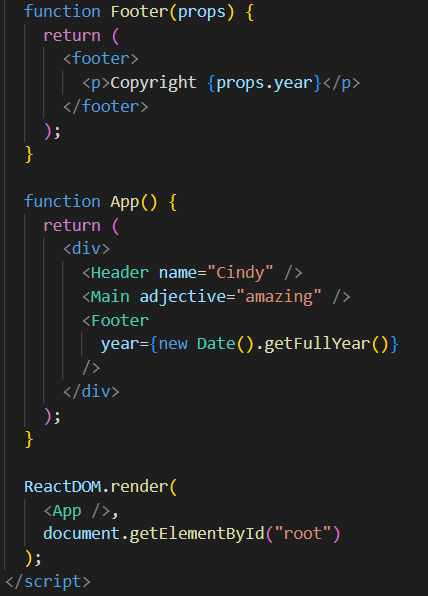 function Footer(props) {
  return (
    <footer>
      <p>Copyright {props.year}</p>
    </footer>
  );
}

function App() {
  return (
    <div>
      <Header name="Cindy" />
      <Main adjective="amazing" />
      <Footer
        year={new Date().getFullYear()}
      />
    </div>
  );
}

ReactDOM.render(
  <App />,
  document.getElementById("root")
);
</script>